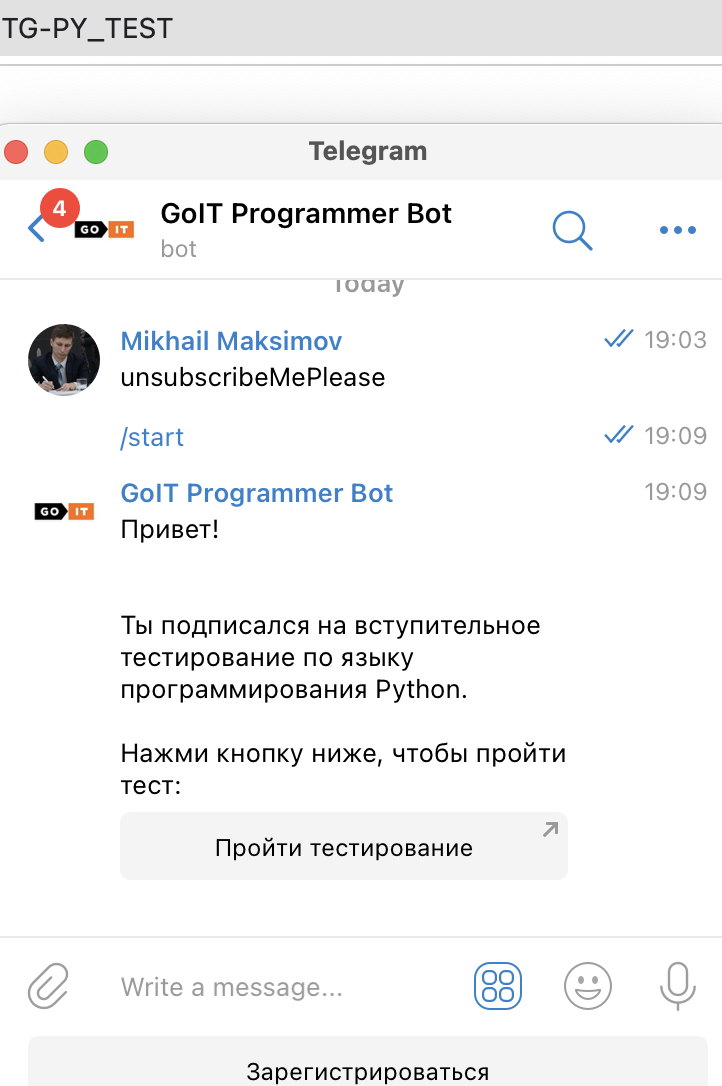 TG-PY_TEST
Telegram
4
GO IT
GoIT Programmer Bot
bot
Today
Mikhail Maksimov
19:03
unsubscribeMePlease
/start
19:09
GO IT
GoIT Programmer Bot
19:09
Привет!
Ты подписался на вступительное
тестирование по языку
программирования Python.
Нажми кнопку ниже, чтобы пройти
тест:
Пройти тестирование
Write a message...
Зарегистрироваться